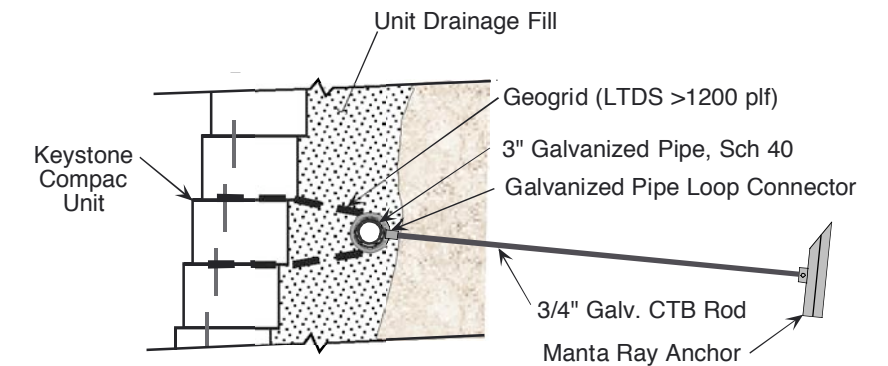 Unit Drainage Fill
Geogrid (LTDS >1200 plf)
3" Galvanized Pipe, Sch 40
Keystone
Compac
Unit
Galvanized Pipe Loop Connector
3/4" Galv. CTB Rod
Manta Ray Anchor